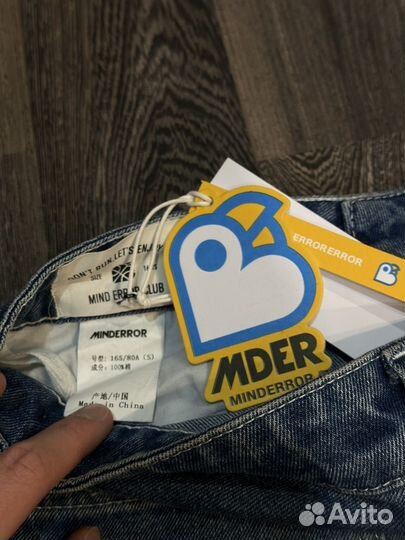 DON'T RUN, LET'S ENJOY
SIZE
MIND ERROR CLUB
MINDERROR
号型: 165/80A (S)
成分: 100%棉
产地/中国
Made in China
MDER
MINDERROR
ERRORERROR
Avito